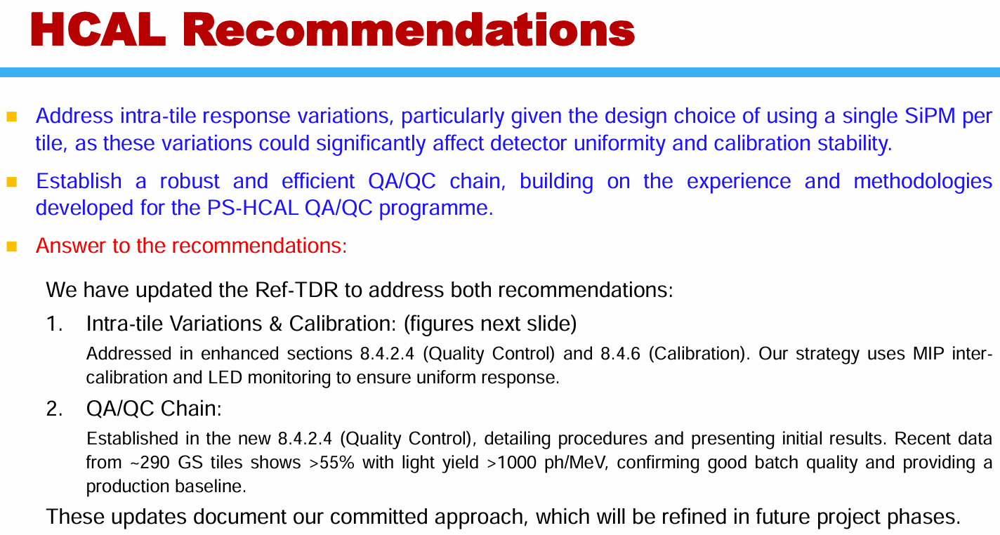 HCAL Recommendations
Address intra-tile response variations, particularly given the design choice of using a single SiPM per
tile, as these variations could significantly affect detector uniformity and calibration stability.
Establish a robust and efficient QA/QC chain, building on the experience and methodologies
developed for the PS-HCAL QA/QC programme.
Answer to the recommendations:
We have updated the Ref-TDR to address both recommendations:
1. Intra-tile Variations & Calibration: (figures next slide)
Addressed in enhanced sections 8.4.2.4 (Quality Control) and 8.4.6 (Calibration). Our strategy uses MIP inter-
calibration and LED monitoring to ensure uniform response.
2. QA/QC Chain:
Established in the new 8.4.2.4 (Quality Control), detailing procedures and presenting initial results. Recent data
from ~290 GS tiles shows >55% with light yield >1000 ph/MeV, confirming good batch quality and providing a
production baseline.
These updates document our committed approach, which will be refined in future project phases.